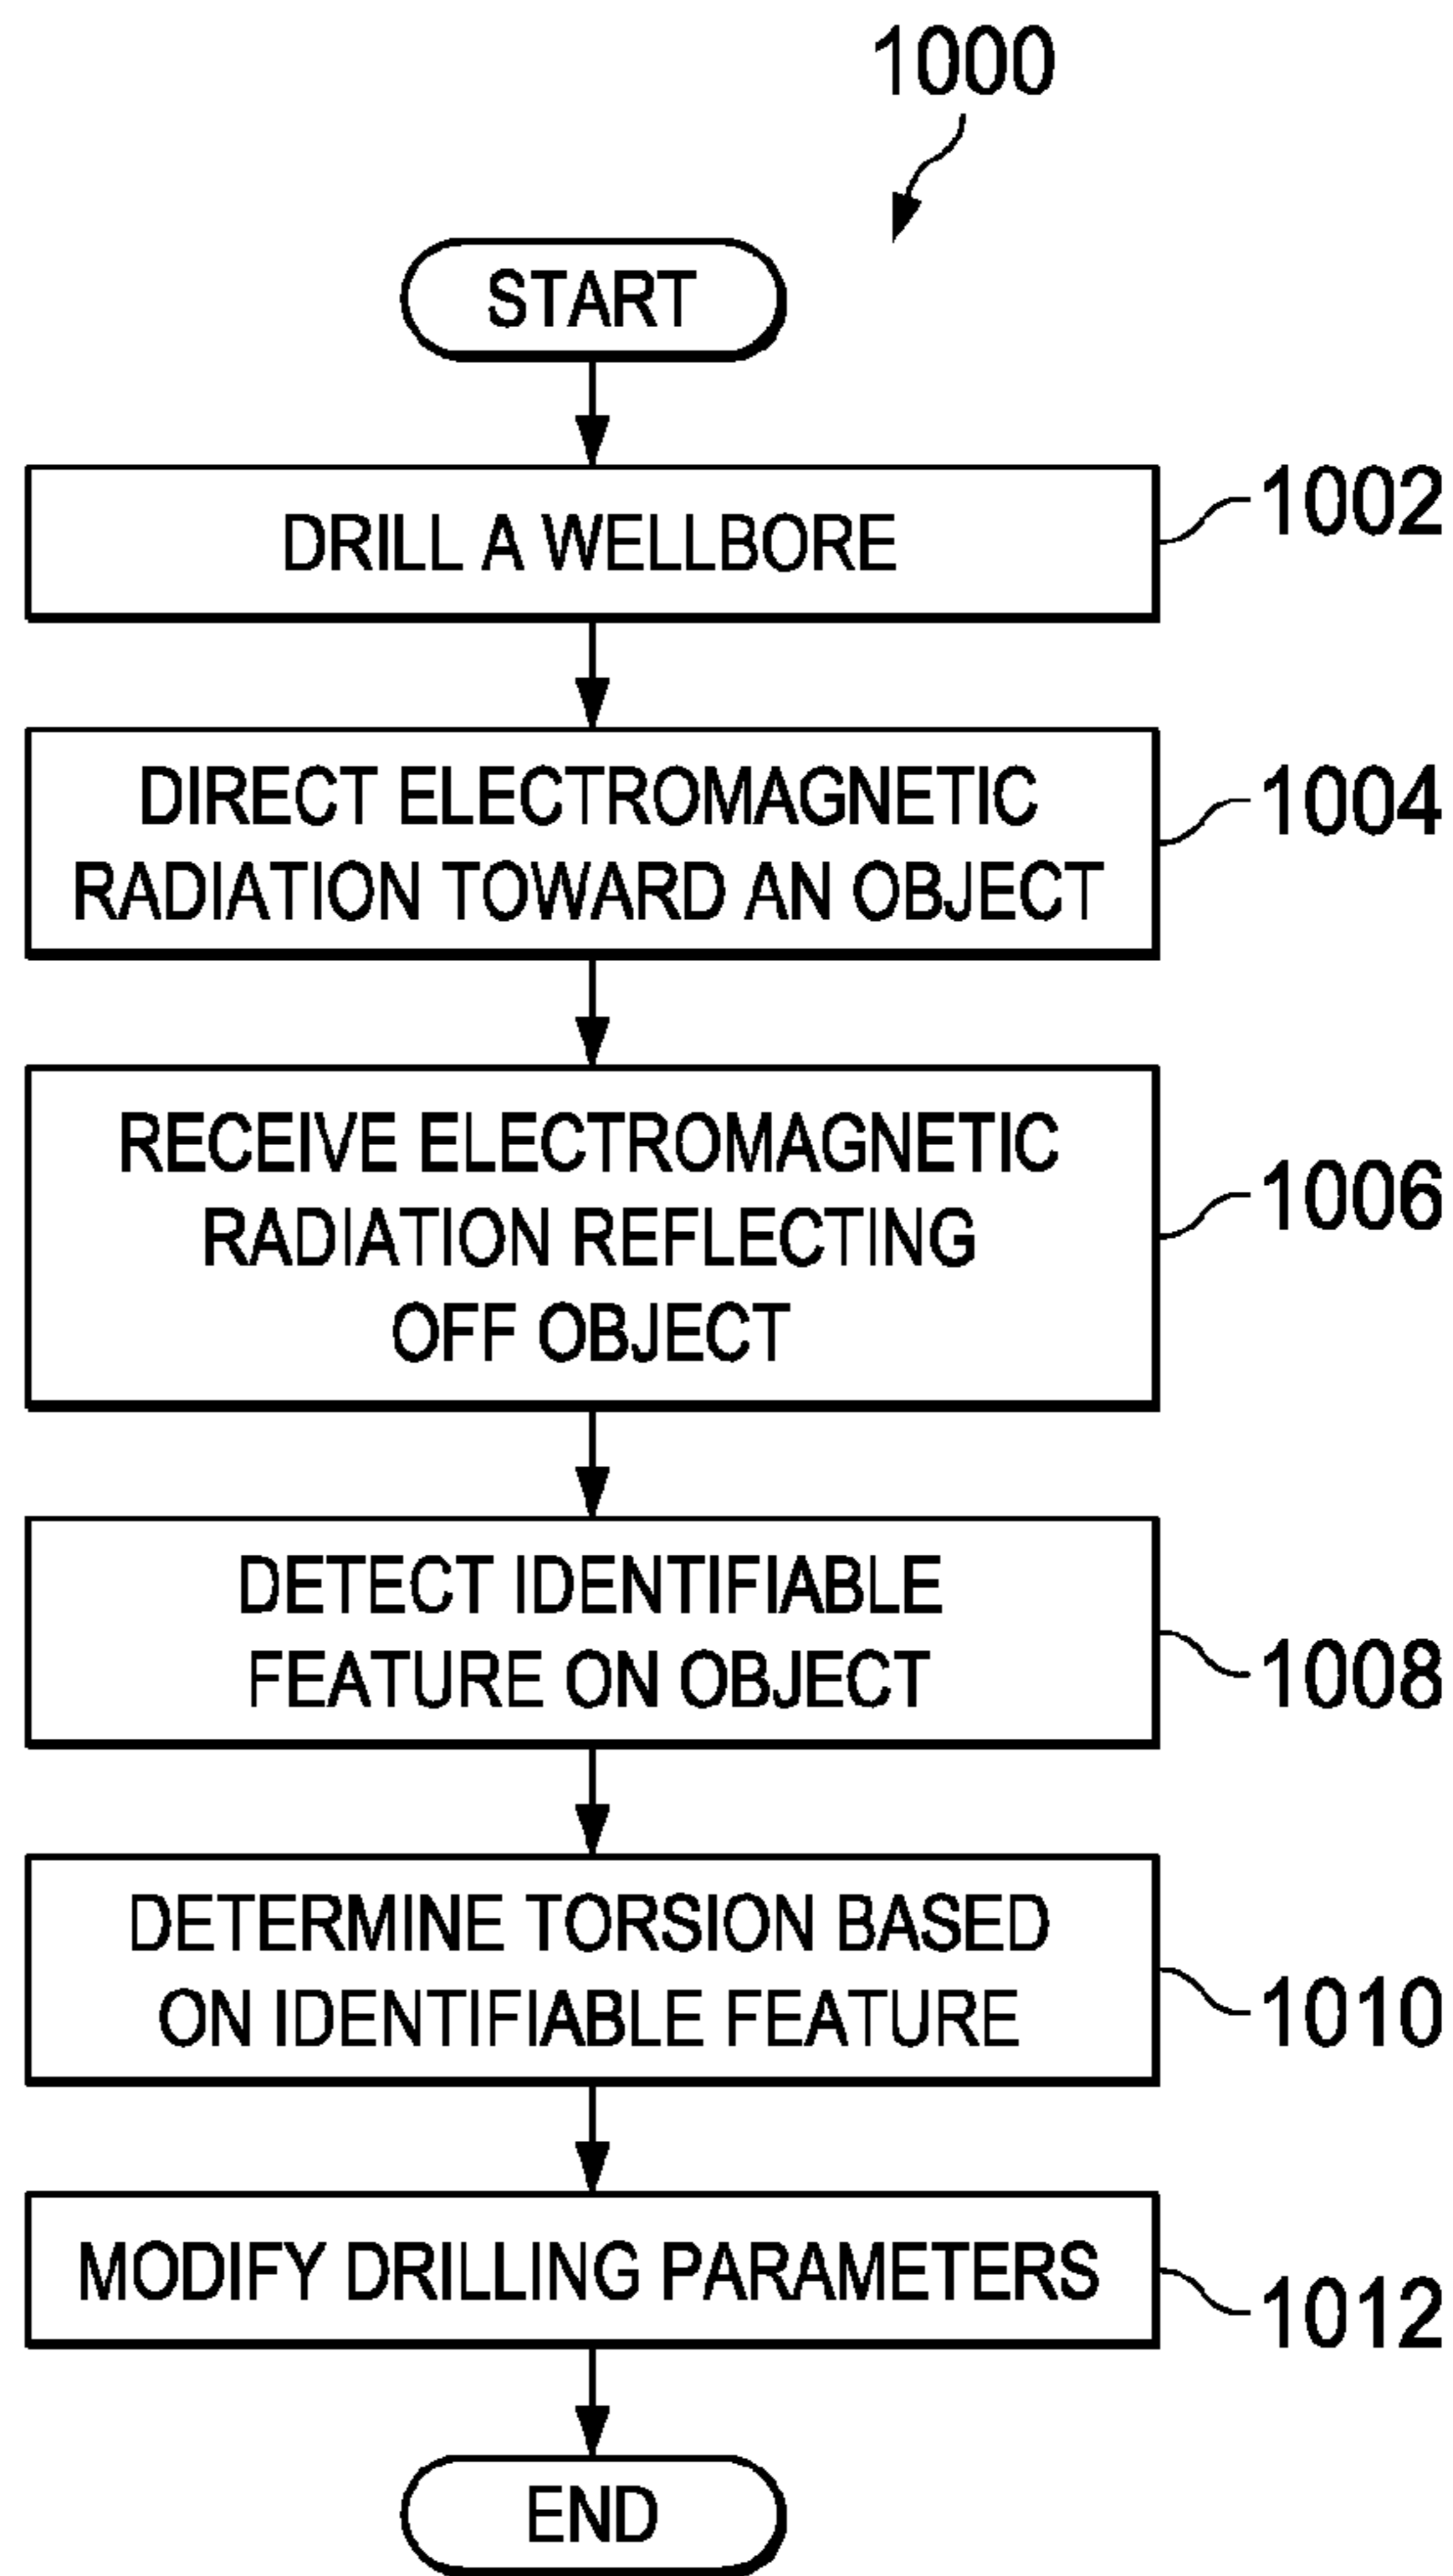 1000
START
DRILL A WELLBORE
1002
DIRECT ELECTROMAGNETIC
RADIATION TOWARD AN OBJECT
1004
RECEIVE ELECTROMAGNETIC
RADIATION REFLECTING
OFF OBJECT
1006
DETECT IDENTIFIABLE
FEATURE ON OBJECT
1008
DETERMINE TORSION BASED
ON IDENTIFIABLE FEATURE
1010
MODIFY DRILLING PARAMETERS
1012
END